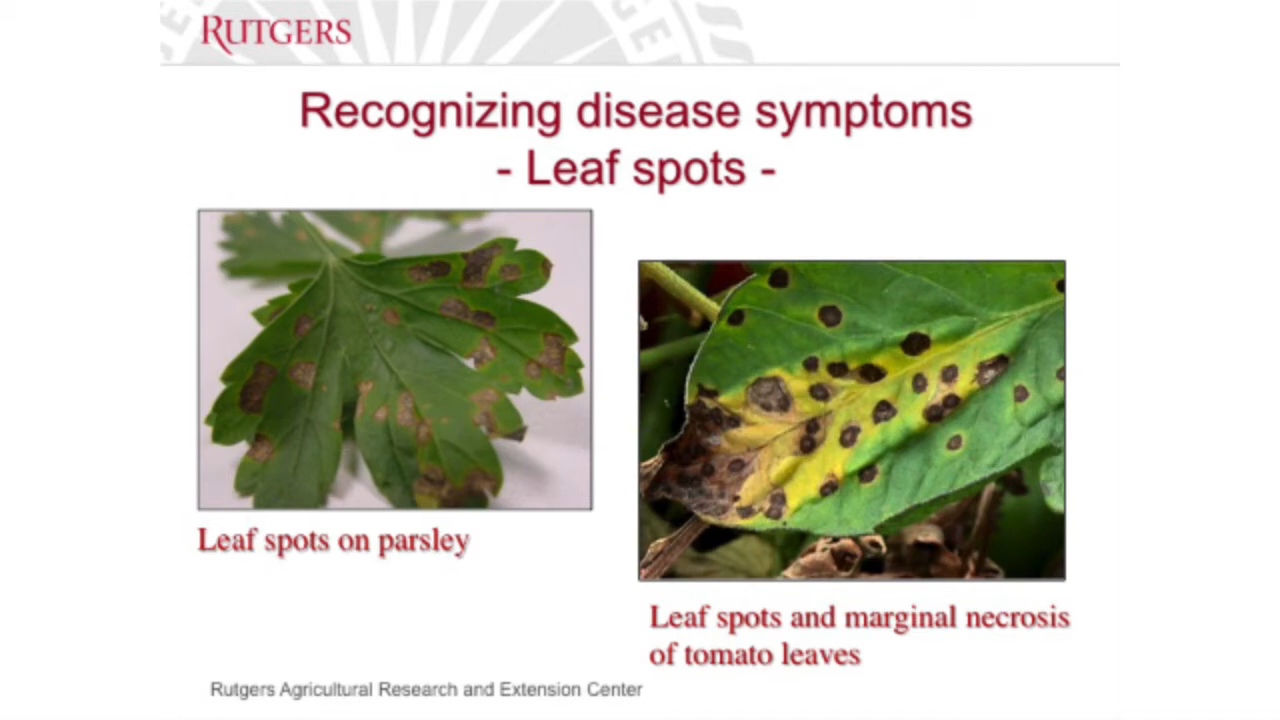 RUTGERS
Recognizing disease symptoms
- Leaf spots -
Leaf spots on parsley
Leaf spots and marginal necrosis
of tomato leaves
Rutgers Agricultural Research and Extension Center